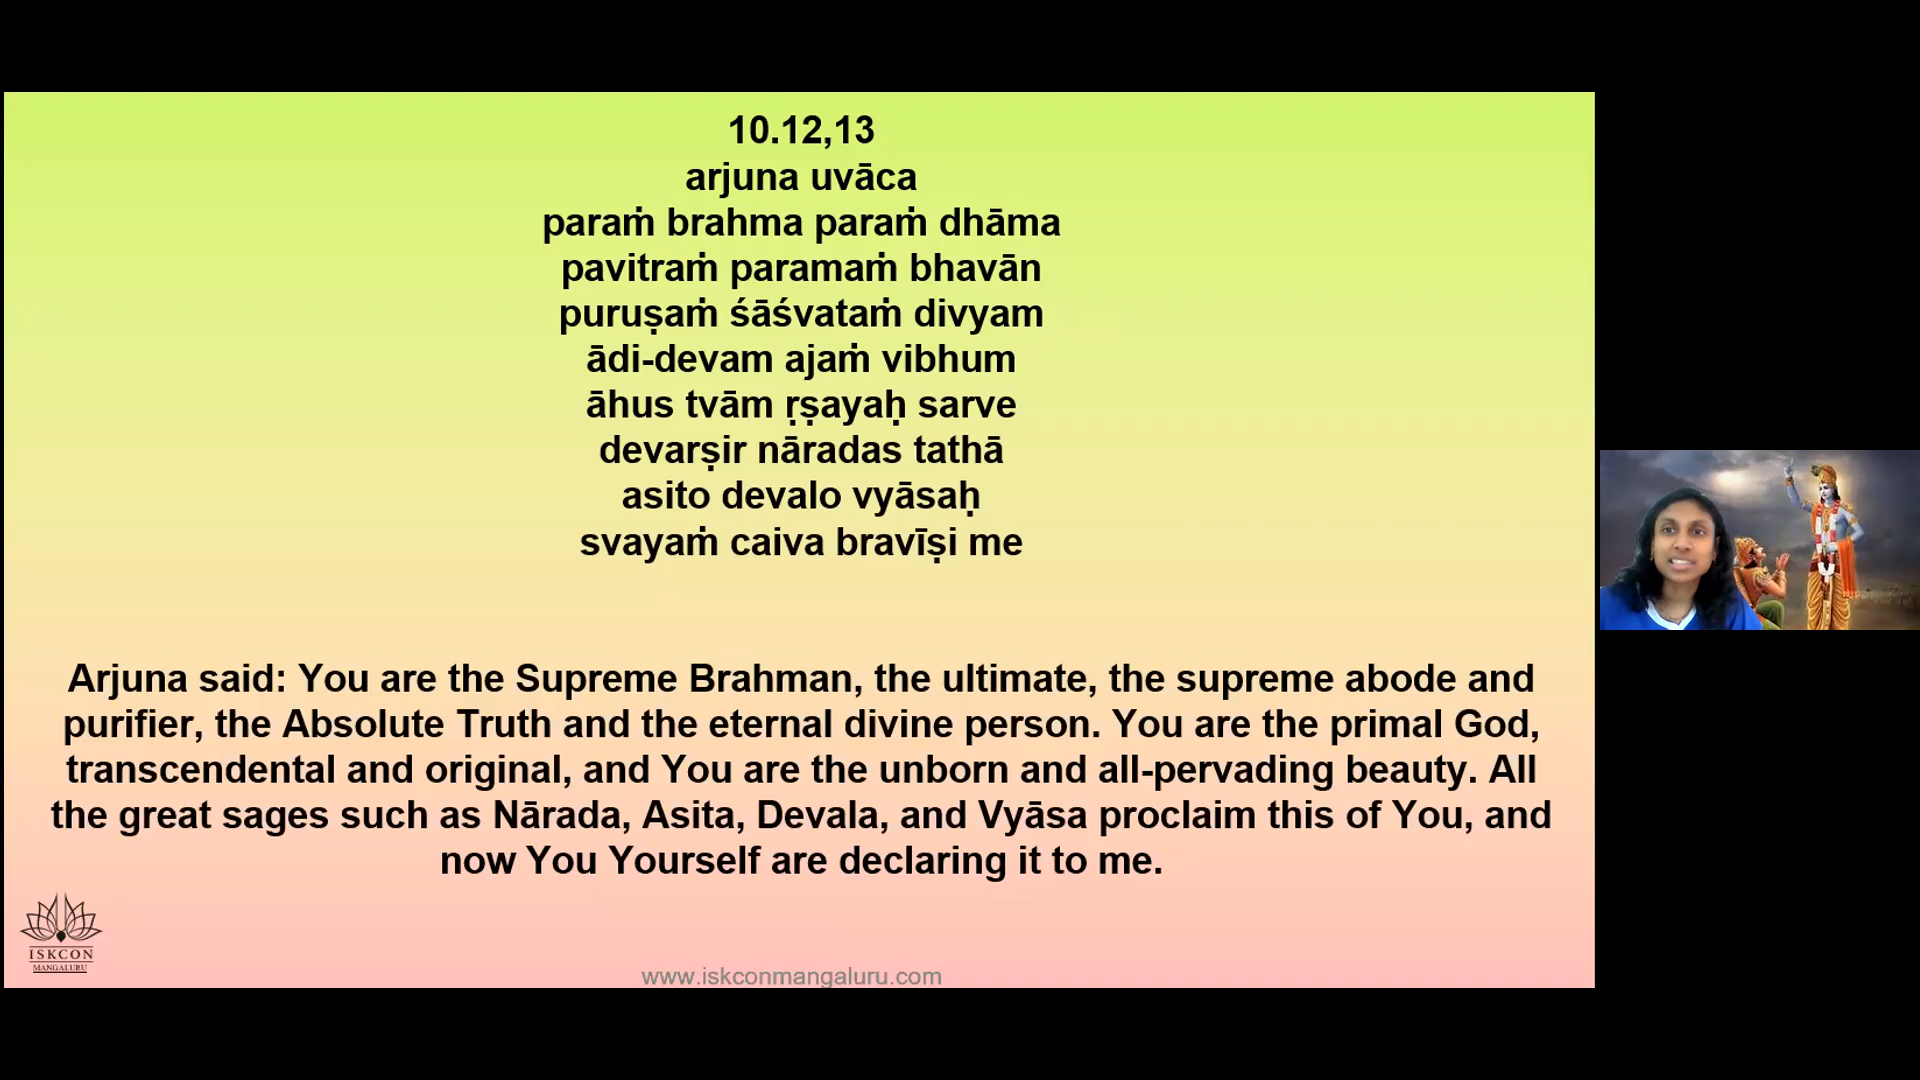 10.12,13
arjuna uvāca
paraṁ brahma paraṁ dhāma
pavitraṁ paramaṁ bhavān
puruṣaṁ śāśvataṁ divyam
ādi-devam ajaṁ vibhum
āhus tvām ṛṣayaḥ sarve
devarṣir nāradas tathā
asito devalo vyāsaḥ
svayaṁ caiva bravīṣi me
Arjuna said: You are the Supreme Brahman, the ultimate, the supreme abode and
purifier, the Absolute Truth and the eternal divine person. You are the primal God,
transcendental and original, and You are the unborn and all-pervading beauty. All
the great sages such as Nārada, Asita, Devala, and Vyāsa proclaim this of You, and
now You Yourself are declaring it to me.
ISKCON
MANGALURU
www.iskconmangaluru.com